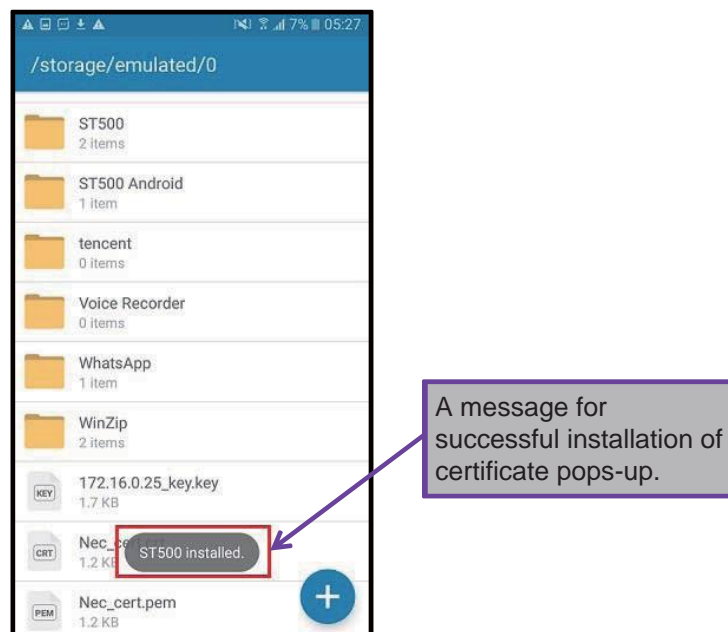 7% 05:27
/storage/emulated/0
ST500
2 items
ST500 Android
1 item
tencent
0 items
Voice Recorder
0 items
WhatsApp
1 item
WinZip
2 items
KEY
172.16.0.25_key.key
1.7 KB
CRT
ST500 installed.
1.2
PEM
Nec_cert.pem
1.2 KB
+
A message for
successful installation of
certificate pops-up.